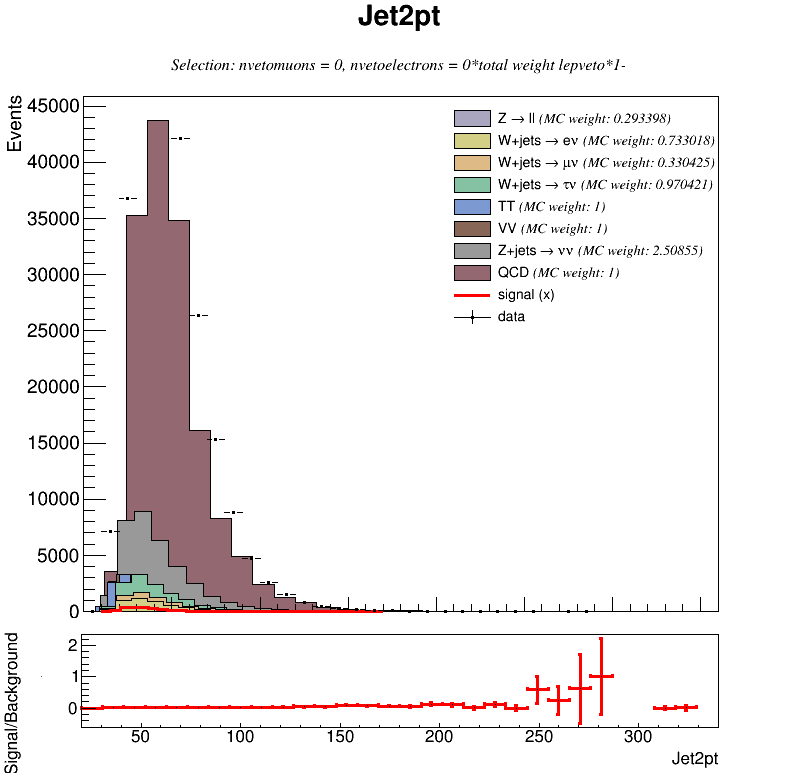 Jet2pt
Selection: nvetomuons = 0, nvetoelectrons = 0*total weight lepveto*1-
Events
45000
40000
35000
30000
25000
20000
15000
10000
5000
0
Z → ll (MC weight: 0.293398)
W+jets → eν (MC weight: 0.733018)
W+jets → μν (MC weight: 0.330425)
W+jets → τν (MC weight: 0.970421)
TT (MC weight: 1)
VV (MC weight: 1)
Z+jets → νν (MC weight: 2.50855)
QCD (MC weight: 1)
signal (x)
data
Signal/Background
2
1
0
50 100 150 200 250 300
Jet2pt